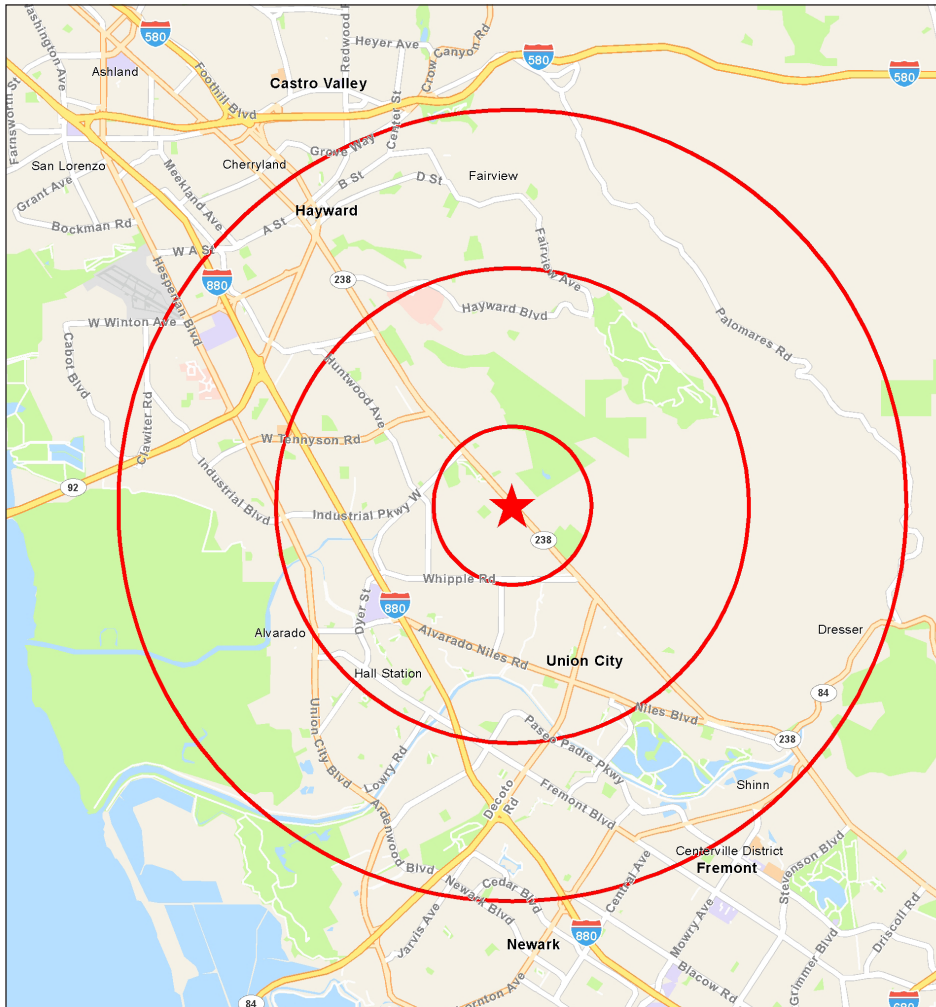 Washington Ave
580
Redwood Rd
Heyer Ave
Crow Canyon Rd
580
580
Ashland
Foothill Blvd
Castro Valley
Center St
Farnsworth St
Grove Way
San Lorenzo
Cherryland
Meekland Ave
B St
D St
Fairview
Grant Ave
Hayward
A St
Bockman Rd
W A St
Fairview Ave
Hesperian Blvd
880
238
Hayward Blvd
W Winton Ave
Palomares Rd
Cabot Blvd
Huntwood Ave
Clawiter Rd
W Tennyson Rd
Industrial Blvd
92
Industrial Pkwy W
238
Whipple Rd
Dyer St
880
Alvarado
Alvarado Niles Rd
Dresser
Union City
Hall Station
84
Union City Blvd
Niles Blvd
Paseo Padre Pkwy
238
Lowry Rd
Shinn
Decoto Rd
Fremont Blvd
Ardenwood Blvd
Centerville District
Fremont
Stevenson Blvd
Central Ave
Cedar Blvd
Newark Blvd
Mowry Ave
Driscoll Rd
Jarvis Ave
880
Newark
Grimmer Blvd
Blacow Rd
84
680